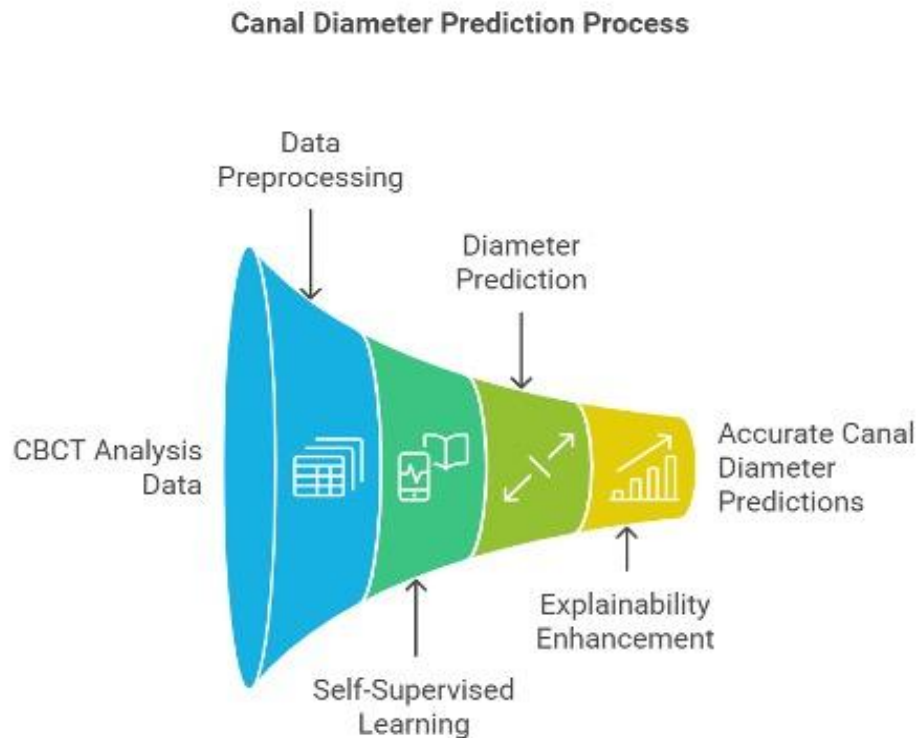 Canal Diameter Prediction Process
Data
Preprocessing
Diameter
Prediction
CBCT Analysis
Data
Accurate Canal
Diameter
Predictions
Explainability
Enhancement
Self-Supervised
Learning